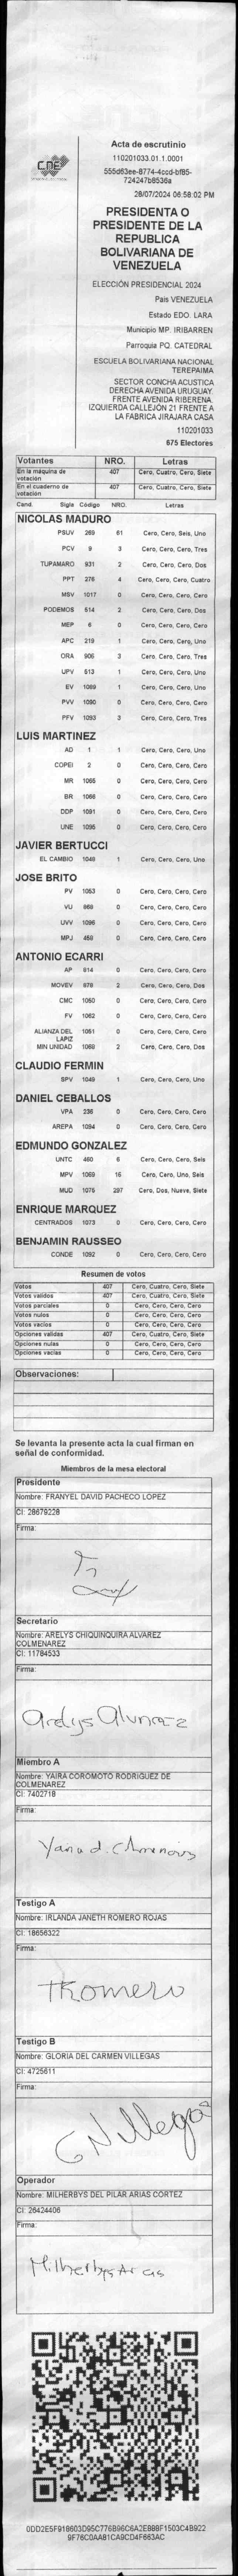 CNE
Acta de escrutinio
110201033.01.1.0001
555d63ee-8774-4ccd-bf85-
724247b8536a
28/07/2024 06:58:02 PM
PRESIDENTA O
PRESIDENTE DE LA
REPUBLICA
BOLIVARIANA DE
VENEZUELA
ELECCIÓN PRESIDENCIAL 2024
Pais VENEZUELA
Estado EDO. LARA
Municipio MP. IRIBARREN
Parroquia PQ. CATEDRAL
ESCUELA BOLIVARIANA NACIONAL
TEREPAIMA
SECTOR CONCHA ACUSTICA
DERECHA AVENIDA URUGUAY.
FRENTE AVENIDA RIBERENA.
IZQUIERDA CALLEJÓN 21 FRENTE A
LA FABRICA JIRAJARA CASA
110201033
675 Electores
Votantes NRO. Letras
En la máquina de votación 407 Cero, Cuatro, Cero, Siete
En el cuaderno de votación 407 Cero, Cuatro, Cero, Siete
Cand. Sigla Código NRO. Letras
NICOLAS MADURO
PSUV 269 61 Cero, Cero, Seis, Uno
PCV 9 3 Cero, Cero, Cero, Tres
TUPAMARO 931 2 Cero, Cero, Cero, Dos
PPT 276 4 Cero, Cero, Cero, Cuatro
MSV 1017 0 Cero, Cero, Cero, Cero
PODEMOS 514 2 Cero, Cero, Cero, Dos
MEP 6 0 Cero, Cero, Cero, Cero
APC 219 1 Cero, Cero, Cero, Uno
ORA 906 3 Cero, Cero, Cero, Tres
UPV 513 1 Cero, Cero, Cero, Uno
EV 1089 1 Cero, Cero, Cero, Uno
PVV 1090 0 Cero, Cero, Cero, Cero
PFV 1093 3 Cero, Cero, Cero, Tres
LUIS MARTINEZ
AD 1 1 Cero, Cero, Cero, Uno
COPEI 2 0 Cero, Cero, Cero, Cero
MR 1065 0 Cero, Cero, Cero, Cero
BR 1066 0 Cero, Cero, Cero, Cero
DDP 1091 0 Cero, Cero, Cero, Cero
UNE 1095 0 Cero, Cero, Cero, Cero
JAVIER BERTUCCI
EL CAMBIO 1048 1 Cero, Cero, Cero, Uno
JOSE BRITO
PV 1053 0 Cero, Cero, Cero, Cero
VU 969 0 Cero, Cero, Cero, Cero
UVV 1096 0 Cero, Cero, Cero, Cero
MPJ 459 0 Cero, Cero, Cero, Cero
ANTONIO ECARRI
AP 814 0 Cero, Cero, Cero, Cero
MOVEV 978 2 Cero, Cero, Cero, Dos
CMC 1050 0 Cero, Cero, Cero, Cero
FV 1062 0 Cero, Cero, Cero, Cero
ALIANZA DEL LAPIZ 1051 0 Cero, Cero, Cero, Cero
MIN UNIDAD 1069 2 Cero, Cero, Cero, Dos
CLAUDIO FERMIN
SPV 1049 1 Cero, Cero, Cero, Uno
DANIEL CEBALLOS
VPA 236 0 Cero, Cero, Cero, Cero
AREPA 1094 0 Cero, Cero, Cero, Cero
EDMUNDO GONZALEZ
UNTC 460 6 Cero, Cero, Cero, Seis
MPV 1059 16 Cero, Cero, Uno, Seis
MUD 1075 297 Cero, Dos, Nueve, Siete
ENRIQUE MARQUEZ
CENTRADOS 1073 0 Cero, Cero, Cero, Cero
BENJAMIN RAUSSEO
CONDE 1092 0 Cero, Cero, Cero, Cero
Resumen de votos
Votos 407 Cero, Cuatro, Cero, Siete
Votos validos 407 Cero, Cuatro, Cero, Siete
Votos parciales 0 Cero, Cero, Cero, Cero
Votos nulos 0 Cero, Cero, Cero, Cero
Votos vacios 0 Cero, Cero, Cero, Cero
Opciones validas 407 Cero, Cuatro, Cero, Siete
Opciones nulas 0 Cero, Cero, Cero, Cero
Opciones vacias 0 Cero, Cero, Cero, Cero
Observaciones:
Se levanta la presente acta la cual firman en
señal de conformidad.
Miembros de la mesa electoral
Presidente
Nombre: FRANYEL DAVID PACHECO LOPEZ
CI: 28679228
Firma:
Secretario
Nombre: ARELYS CHIQUINQUIRA ALVAREZ
COLMENAREZ
CI: 11784533
Firma:
Arelys Alvarez
Miembro A
Nombre: YAIRA COROMOTO RODRIGUEZ DE
COLMENAREZ
CI: 7402718
Firma:
Testigo A
Nombre: IRLANDA JANETH ROMERO ROJAS
CI: 18656322
Firma:
IRomero
Testigo B
Nombre: GLORIA DEL CARMEN VILLEGAS
CI: 4725611
Firma:
GVillegas
Operador
Nombre: MILHERBYS DEL PILAR ARIAS CORTEZ
CI: 26424406
Firma:
Milherbys Arias
0DD2E5F918603D95C776B96C6A2E888F1503C4B922
9F76C0AA81CA9CD4F663AC